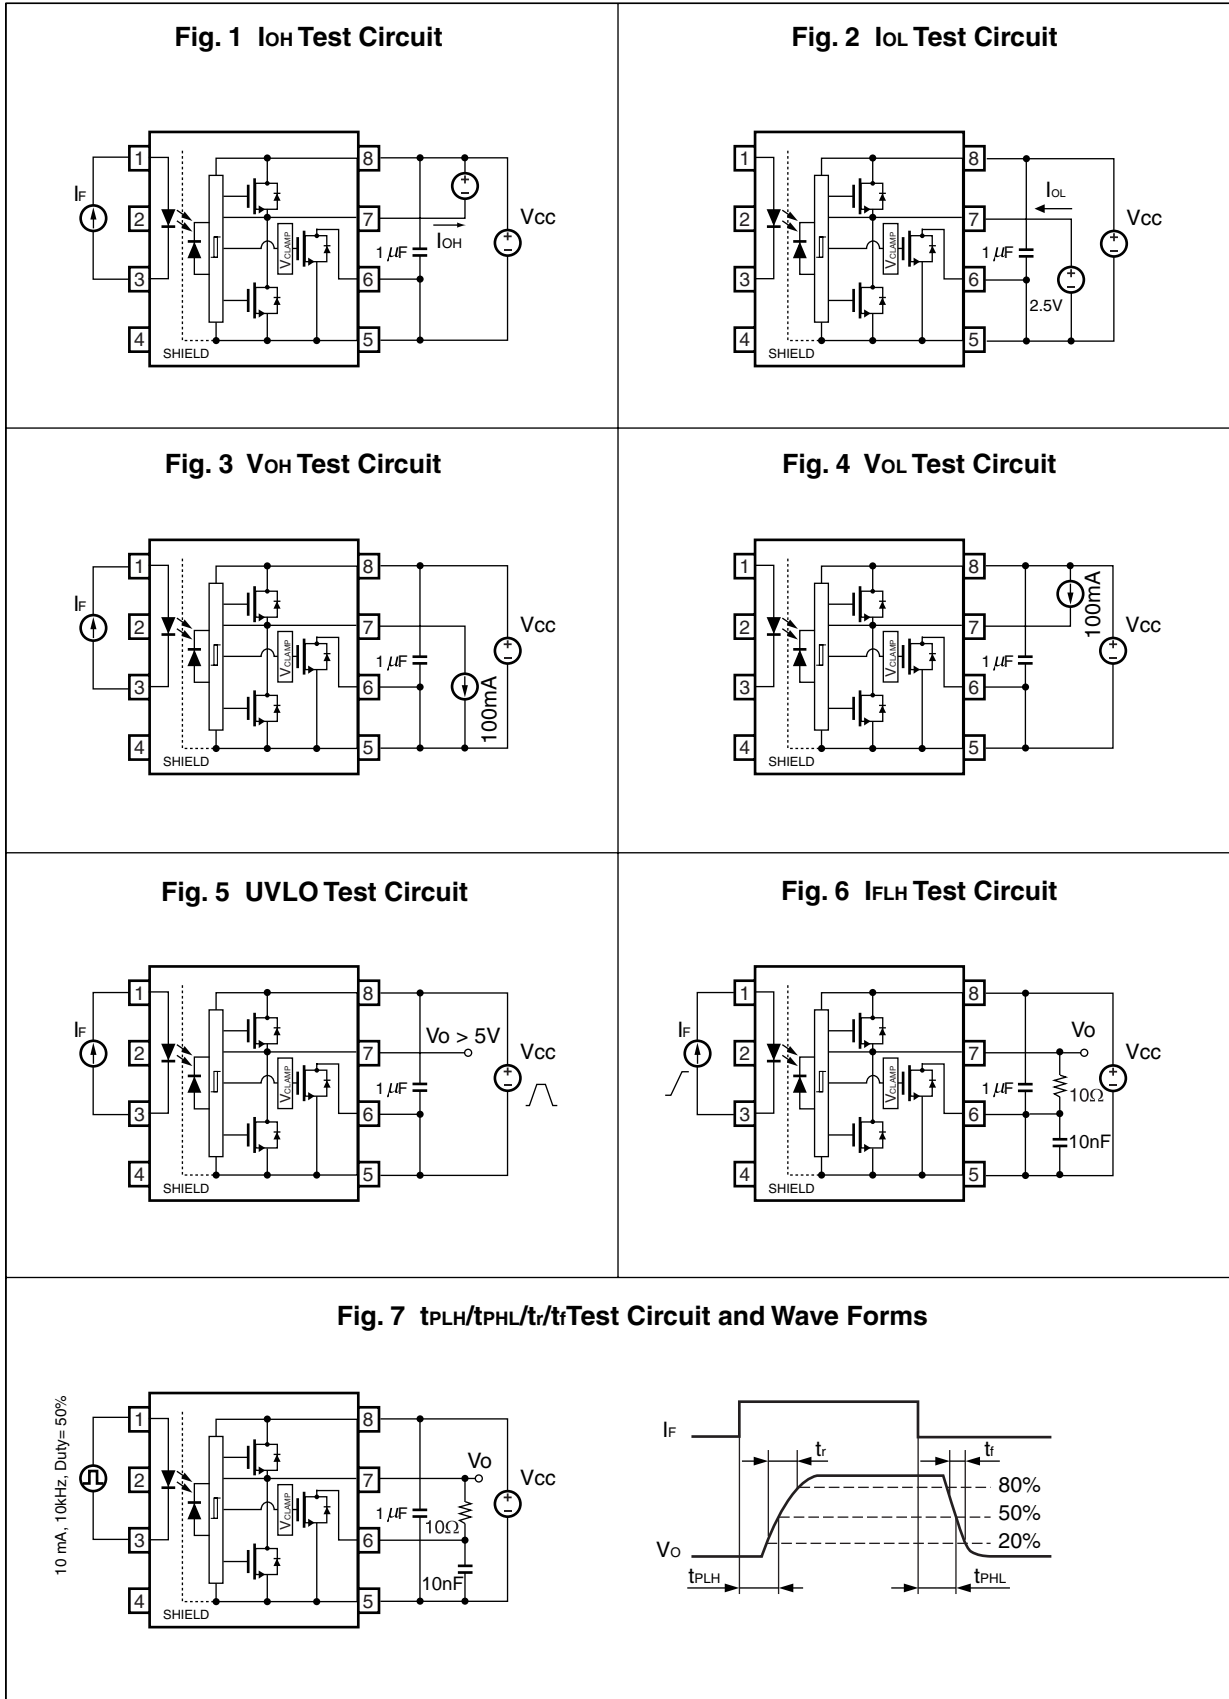 Fig. 1 IOH Test Circuit
IF
1
2
3
4
SHIELD
VCLAMP
8
7
6
5
IOH
1 μF
Vcc
Fig. 2 IOL Test Circuit
1
2
3
4
SHIELD
VCLAMP
8
7
6
5
IOL
1 μF
2.5V
Vcc
Fig. 3 VOH Test Circuit
IF
1
2
3
4
SHIELD
VCLAMP
8
7
6
5
1 μF
100mA
Vcc
Fig. 4 VOL Test Circuit
1
2
3
4
SHIELD
VCLAMP
8
7
6
5
1 μF
100mA
Vcc
Fig. 5 UVLO Test Circuit
IF
1
2
3
4
SHIELD
VCLAMP
8
7
6
5
Vo > 5V
1 μF
Vcc
Fig. 6 IFLH Test Circuit
IF
1
2
3
4
SHIELD
VCLAMP
8
7
6
5
Vo
1 μF
10Ω
10nF
Vcc
Fig. 7 tPLH/tPHL/tr/tfTest Circuit and Wave Forms
10 mA, 10kHz, Duty= 50%
1
2
3
4
SHIELD
VCLAMP
8
7
6
5
Vo
1 μF
10Ω
10nF
Vcc
IF
tr
tf
80%
50%
20%
VO
tPLH
tPHL